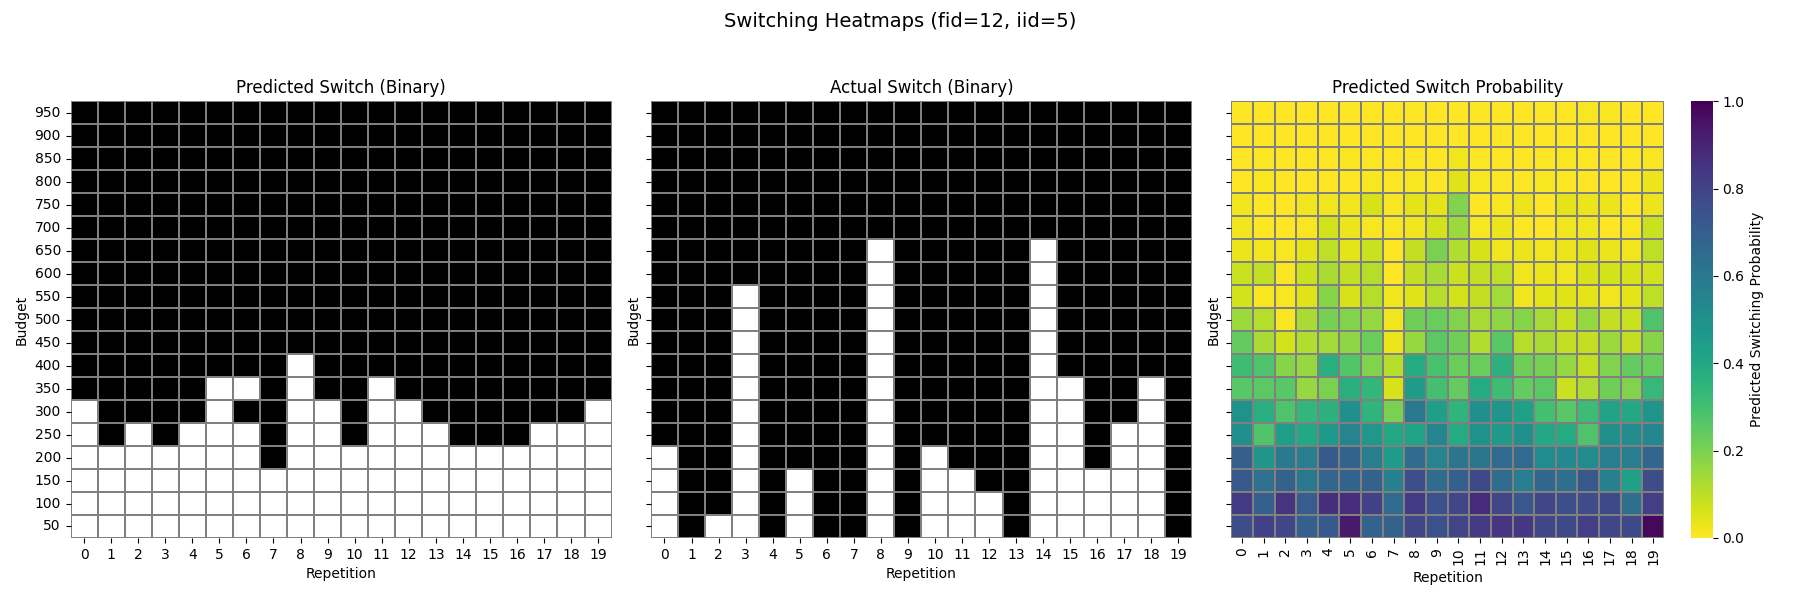 Switching Heatmaps (fid=12, iid=5)
Predicted Switch (Binary)
Budget
950
900
850
800
750
700
650
600
550
500
450
400
350
300
250
200
150
100
50
0 1 2 3 4 5 6 7 8 9 10 11 12 13 14 15 16 17 18 19
Repetition
Actual Switch (Binary)
Budget
0 1 2 3 4 5 6 7 8 9 10 11 12 13 14 15 16 17 18 19
Repetition
Predicted Switch Probability
Budget
0 1 2 3 4 5 6 7 8 9 10 11 12 13 14 15 16 17 18 19
Repetition
1.0
0.8
0.6
0.4
0.2
0.0
Predicted Switching Probability